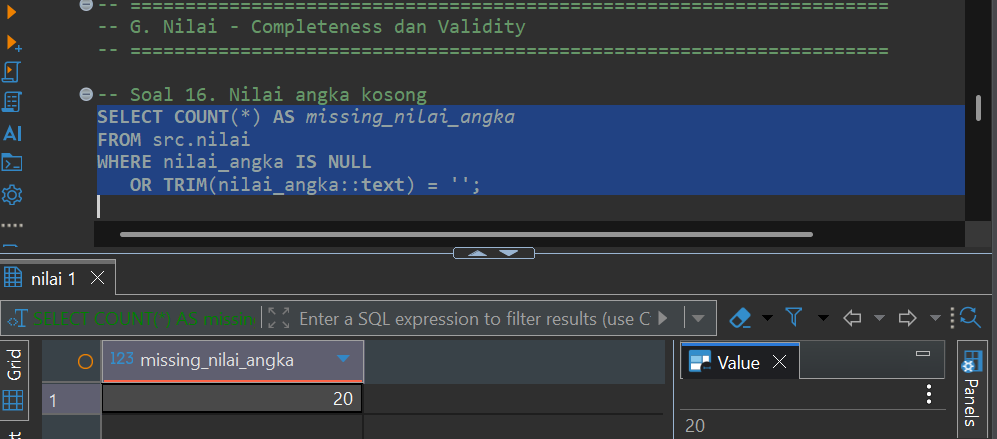 -- =====================================================================
-- G. Nilai - Completeness dan Validity
-- =====================================================================
-- Soal 16. Nilai angka kosong
SELECT COUNT(*) AS missing_nilai_angka
FROM src.nilai
WHERE nilai_angka IS NULL
OR TRIM(nilai_angka::text) = '';
AI
nilai 1
SELECT COUNT(*) AS missin
Enter a SQL expression to filter results (use C
Grid
123 missing_nilai_angka
1
20
Value
20
Panels